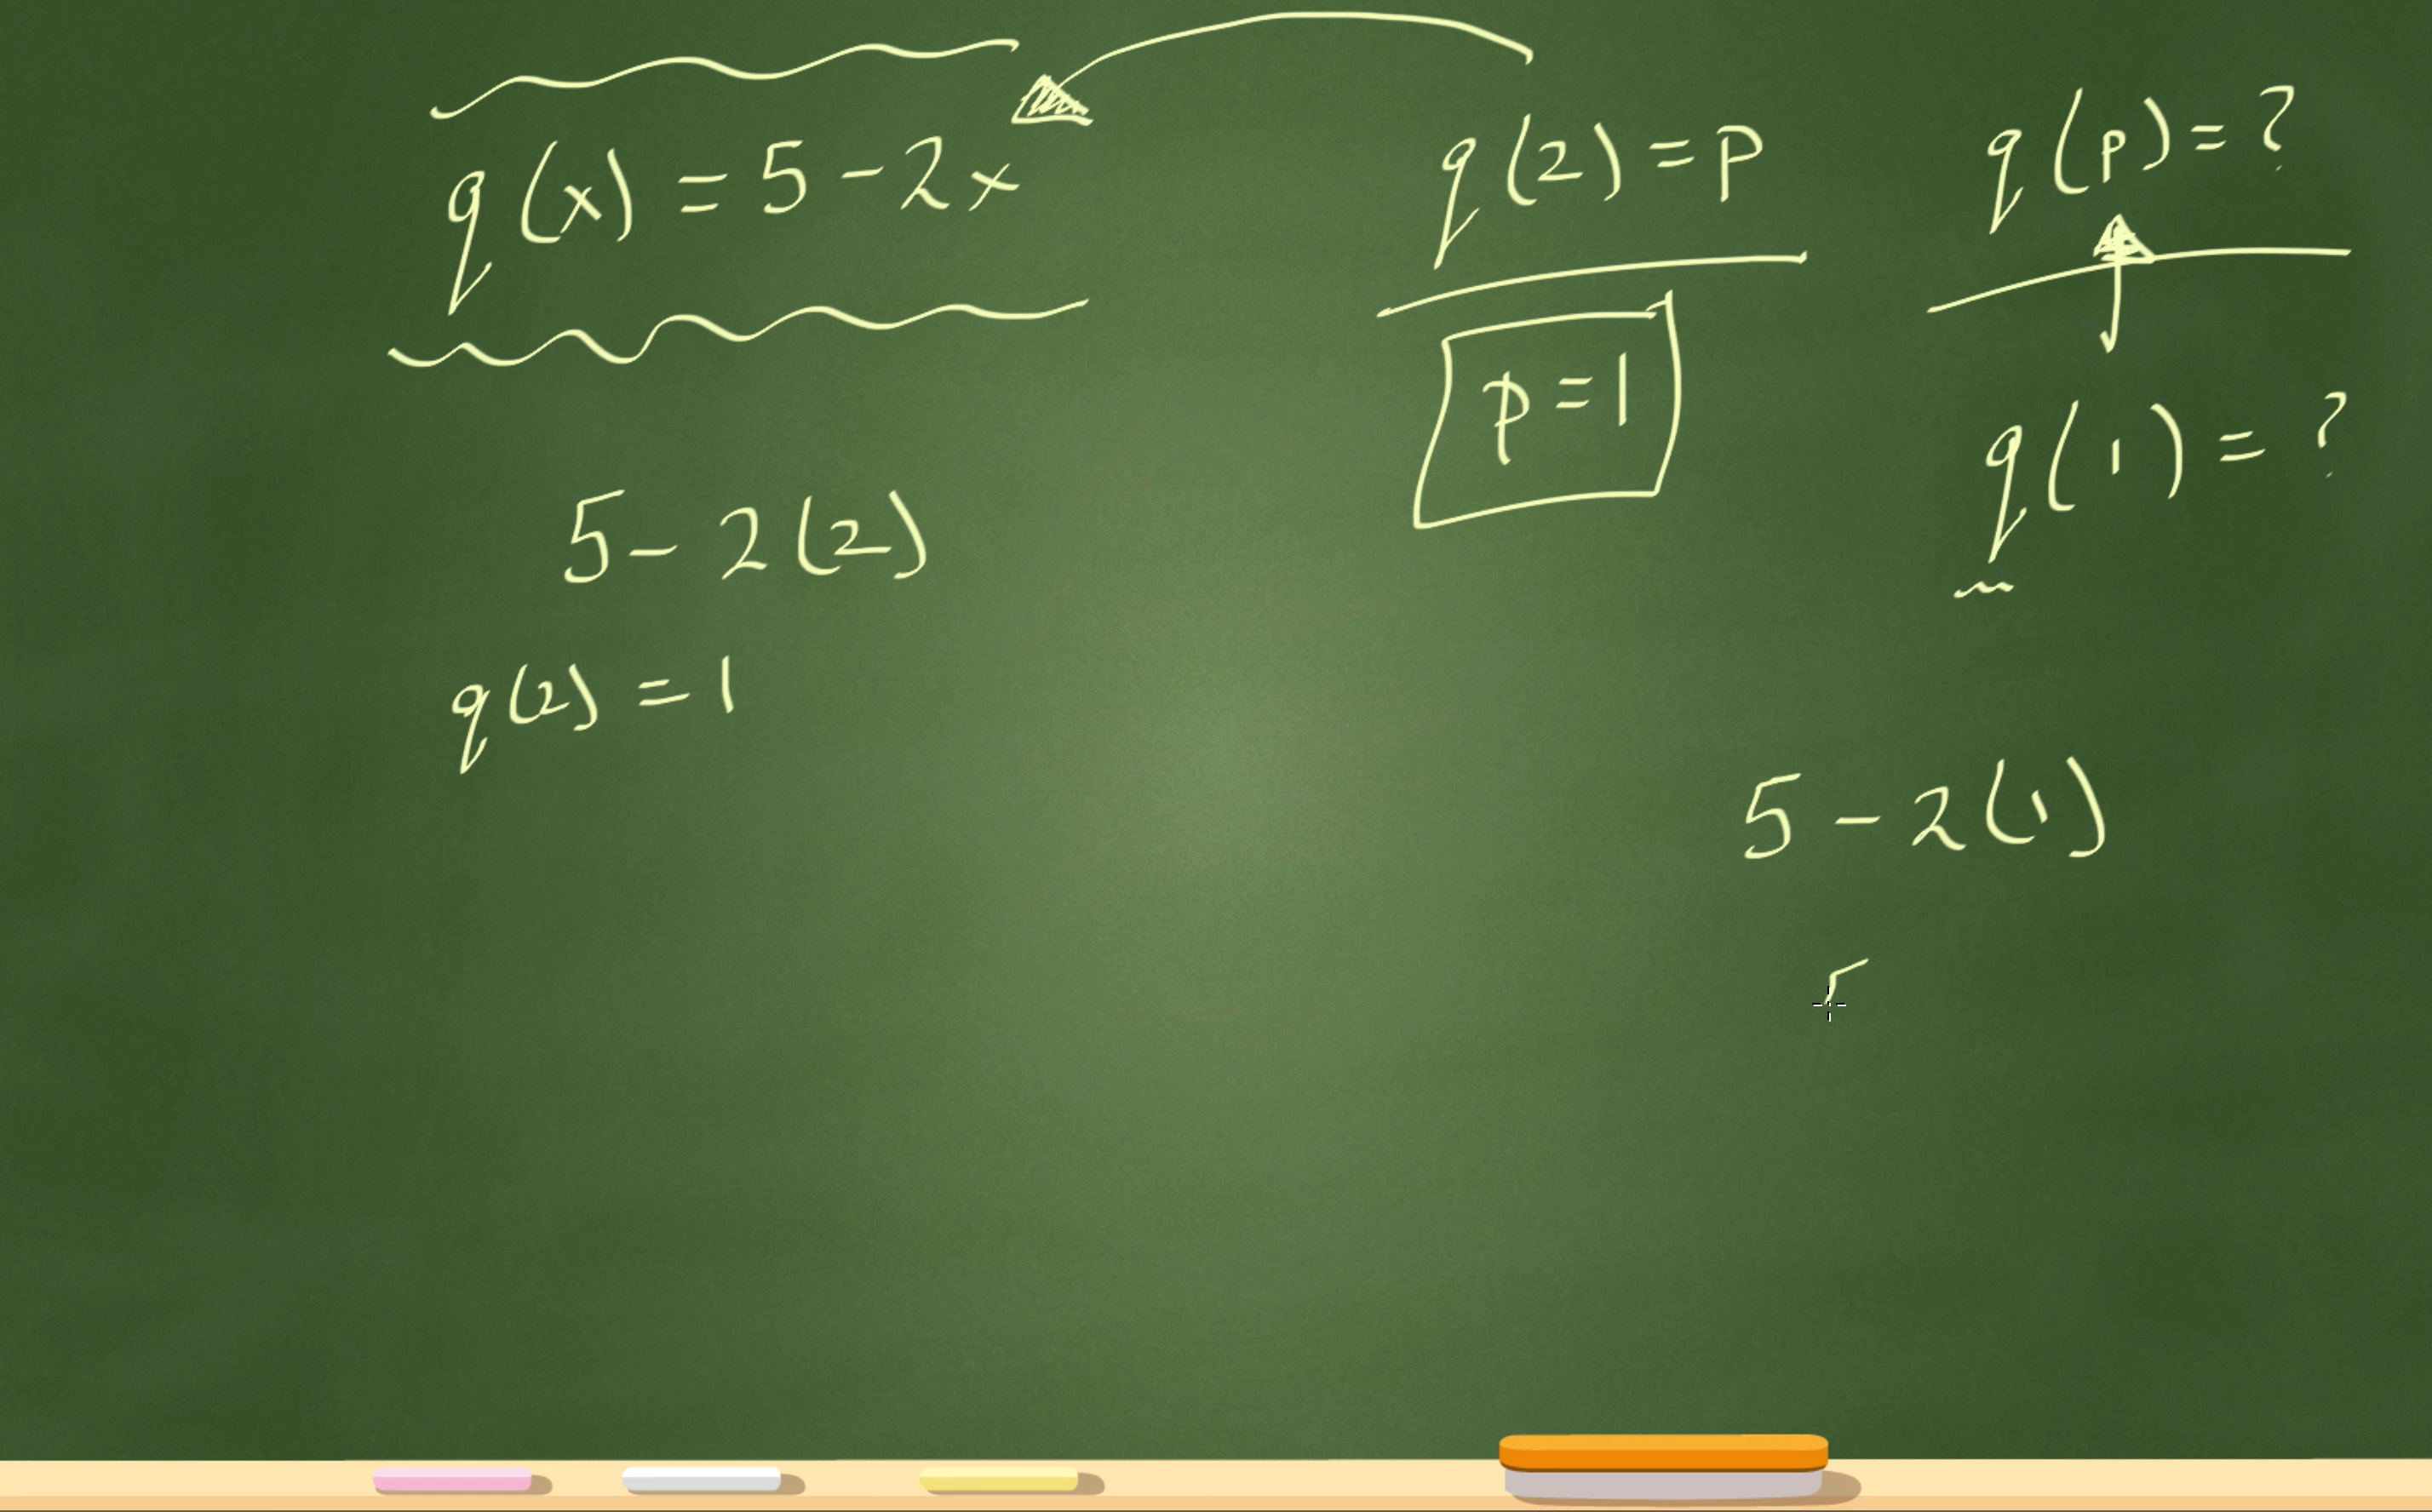 q(x) = 5 - 2x
q(2) = p
q(p) = ?
p = 1
q(1) = ?
5 - 2(2)
q(2) = 1
5 - 2(1)